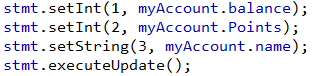 stmt.setInt(1, myAccount.balance);
stmt.setInt(2, myAccount.Points);
stmt.setString(3, myAccount.name);
stmt.executeUpdate();